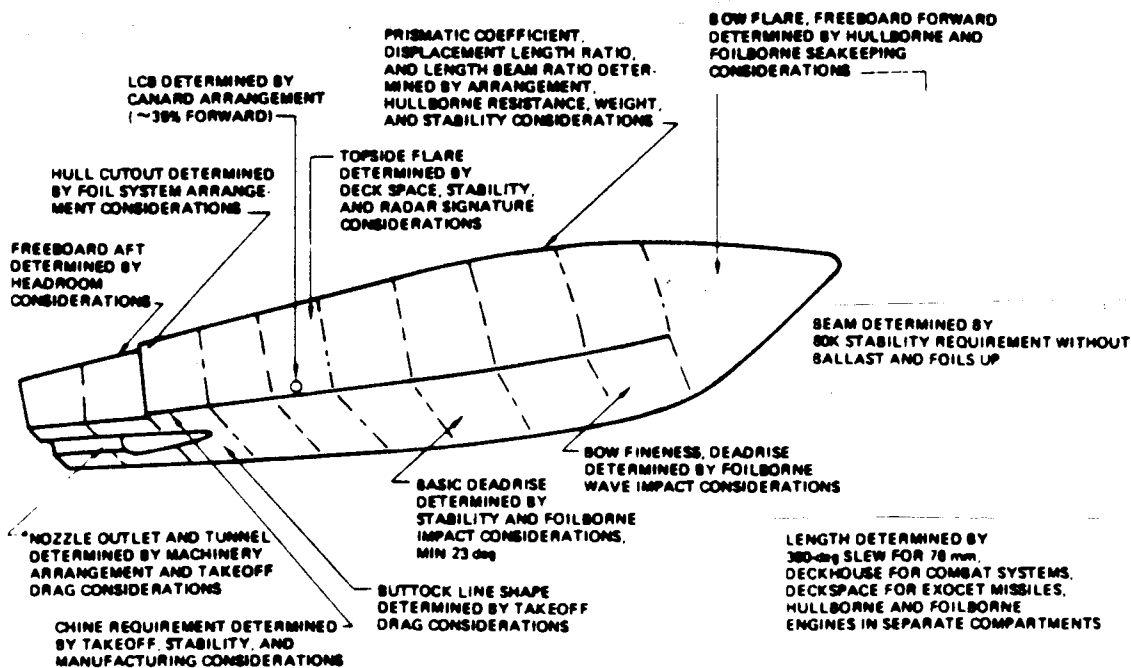 BOW FLARE, FREEBOARD FORWARD
DETERMINED BY HULLBORNE AND
FOILBORNE SEAKEEPING
CONSIDERATIONS
PRISMATIC COEFFICIENT,
DISPLACEMENT LENGTH RATIO,
AND LENGTH BEAM RATIO DETER-
MINED BY ARRANGEMENT,
HULLBORNE RESISTANCE, WEIGHT,
AND STABILITY CONSIDERATIONS
LCB DETERMINED BY
CANARD ARRANGEMENT
(~39% FORWARD)
TOPSIDE FLARE
DETERMINED BY
DECK SPACE, STABILITY,
AND RADAR SIGNATURE
CONSIDERATIONS
HULL CUTOUT DETERMINED
BY FOIL SYSTEM ARRANGE-
MENT CONSIDERATIONS
FREEBOARD AFT
DETERMINED BY
HEADROOM
CONSIDERATIONS
BEAM DETERMINED BY
80K STABILITY REQUIREMENT WITHOUT
BALLAST AND FOILS UP
BOW FINENESS, DEADRISE
DETERMINED BY FOILBORNE
WAVE IMPACT CONSIDERATIONS
BASIC DEADRISE
DETERMINED BY
STABILITY AND FOILBORNE
IMPACT CONSIDERATIONS,
MIN 23 deg
NOZZLE OUTLET AND TUNNEL
DETERMINED BY MACHINERY
ARRANGEMENT AND TAKEOFF
DRAG CONSIDERATIONS
BUTTOCK LINE SHAPE
DETERMINED BY TAKEOFF
DRAG CONSIDERATIONS
CHINE REQUIREMENT DETERMINED
BY TAKEOFF, STABILITY, AND
MANUFACTURING CONSIDERATIONS
LENGTH DETERMINED BY
360-deg SLEW FOR 76 mm,
DECKHOUSE FOR COMBAT SYSTEMS,
DECKSPACE FOR EXOCET MISSILES,
HULLBORNE AND FOILBORNE
ENGINES IN SEPARATE COMPARTMENTS